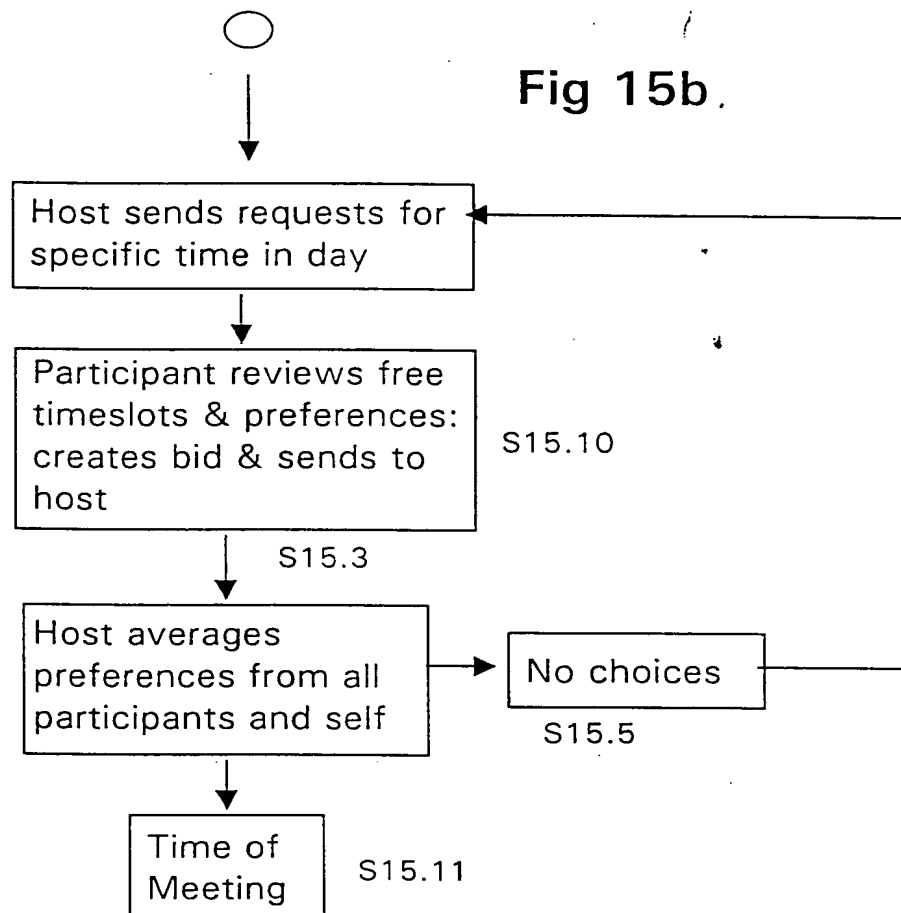 Fig 15b.
Host sends requests for
specific time in day
Participant reviews free
timeslots & preferences:
creates bid & sends to
host
S15.10
S15.3
Host averages
preferences from all
participants and self
No choices
S15.5
Time of
Meeting
S15.11